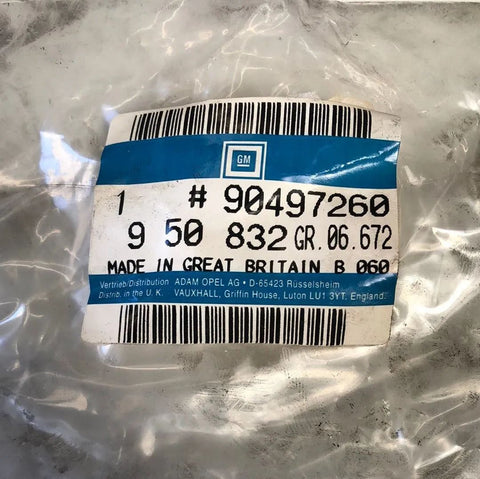 GM
1 # 90497260
9 50 832 GR.06.672
MADE IN GREAT BRITAIN B 060
Vertrieb/Distribution ADAM OPEL AG • D-65423 Rüsselsheim
Distrib. in the U.K. VAUXHALL, Griffin House, Luton LU1 3YT. England.